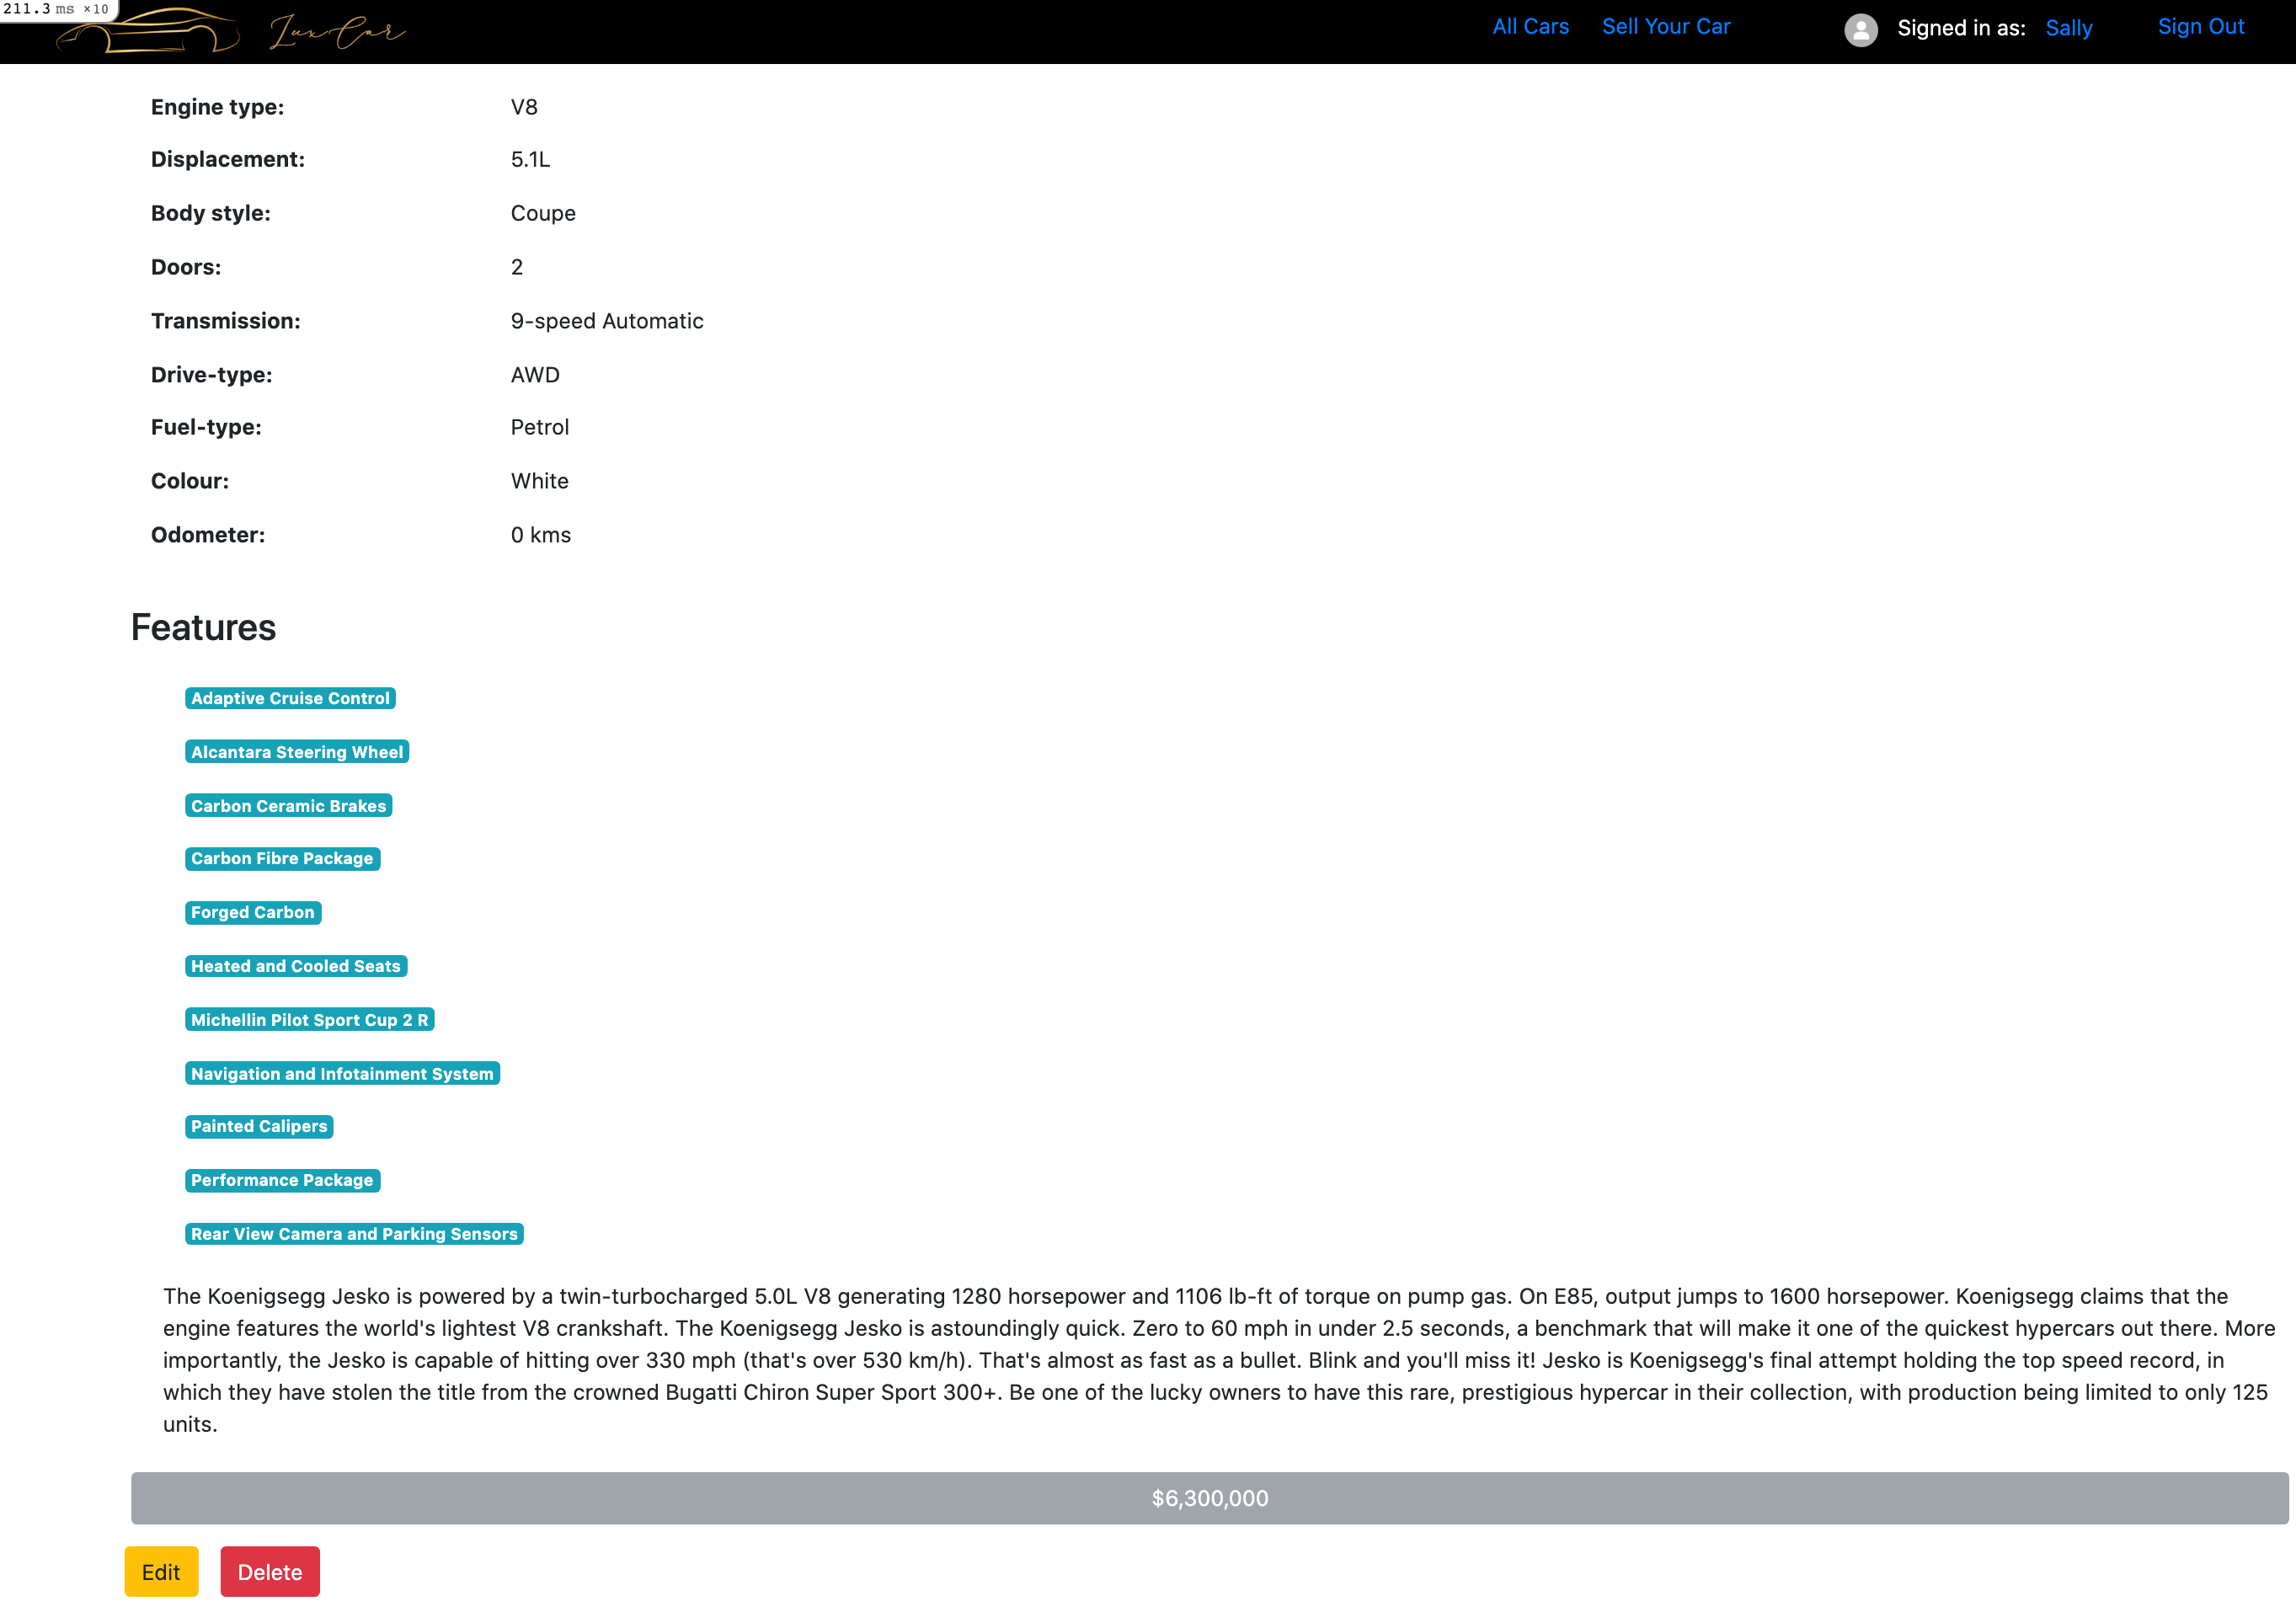 211.3 ms ×10
LuxCar
All Cars Sell Your Car Signed in as: Sally Sign Out
Engine type: V8
Displacement: 5.1L
Body style: Coupe
Doors: 2
Transmission: 9-speed Automatic
Drive-type: AWD
Fuel-type: Petrol
Colour: White
Odometer: 0 kms
Features
Adaptive Cruise Control
Alcantara Steering Wheel
Carbon Ceramic Brakes
Carbon Fibre Package
Forged Carbon
Heated and Cooled Seats
Michellin Pilot Sport Cup 2 R
Navigation and Infotainment System
Painted Calipers
Performance Package
Rear View Camera and Parking Sensors
The Koenigsegg Jesko is powered by a twin-turbocharged 5.0L V8 generating 1280 horsepower and 1106 lb-ft of torque on pump gas. On E85, output jumps to 1600 horsepower. Koenigsegg claims that the
engine features the world's lightest V8 crankshaft. The Koenigsegg Jesko is astoundingly quick. Zero to 60 mph in under 2.5 seconds, a benchmark that will make it one of the quickest hypercars out there. More
importantly, the Jesko is capable of hitting over 330 mph (that's over 530 km/h). That's almost as fast as a bullet. Blink and you'll miss it! Jesko is Koenigsegg's final attempt holding the top speed record, in
which they have stolen the title from the crowned Bugatti Chiron Super Sport 300+. Be one of the lucky owners to have this rare, prestigious hypercar in their collection, with production being limited to only 125
units.
$6,300,000
Edit Delete